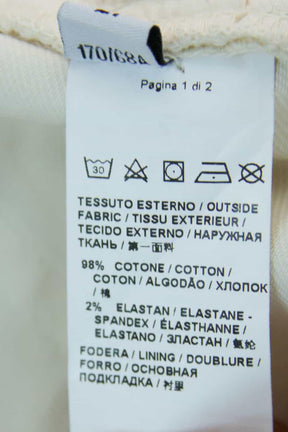 170/68A
Pagina 1 di 2
30
TESSUTO ESTERNO / OUTSIDE
FABRIC / TISSU EXTERIEUR /
TECIDO EXTERNO / НАРУЖНАЯ
ТКАНЬ / 第一面料
98% COTONE / COTTON /
COTON / ALGODÃO / ХЛОПОК
/ 棉
2% ELASTAN / ELASTANE -
SPANDEX / ÉLASTHANNE /
ELASTANO / ЭЛАСТАН / 氨纶
FODERA / LINING / DOUBLURE /
FORRO / ОСНОВНАЯ
ПОДКЛАДКА / 衬里